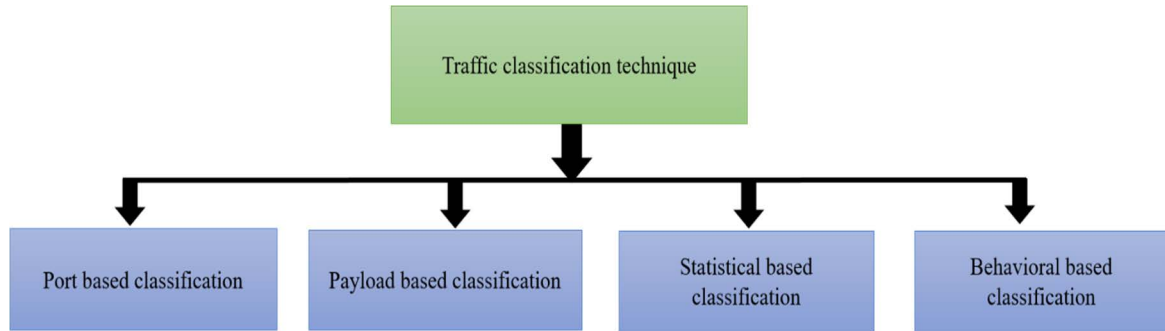 Traffic classification technique
Port based classification
Payload based classification
Statistical based
classification
Behavioral based
classification